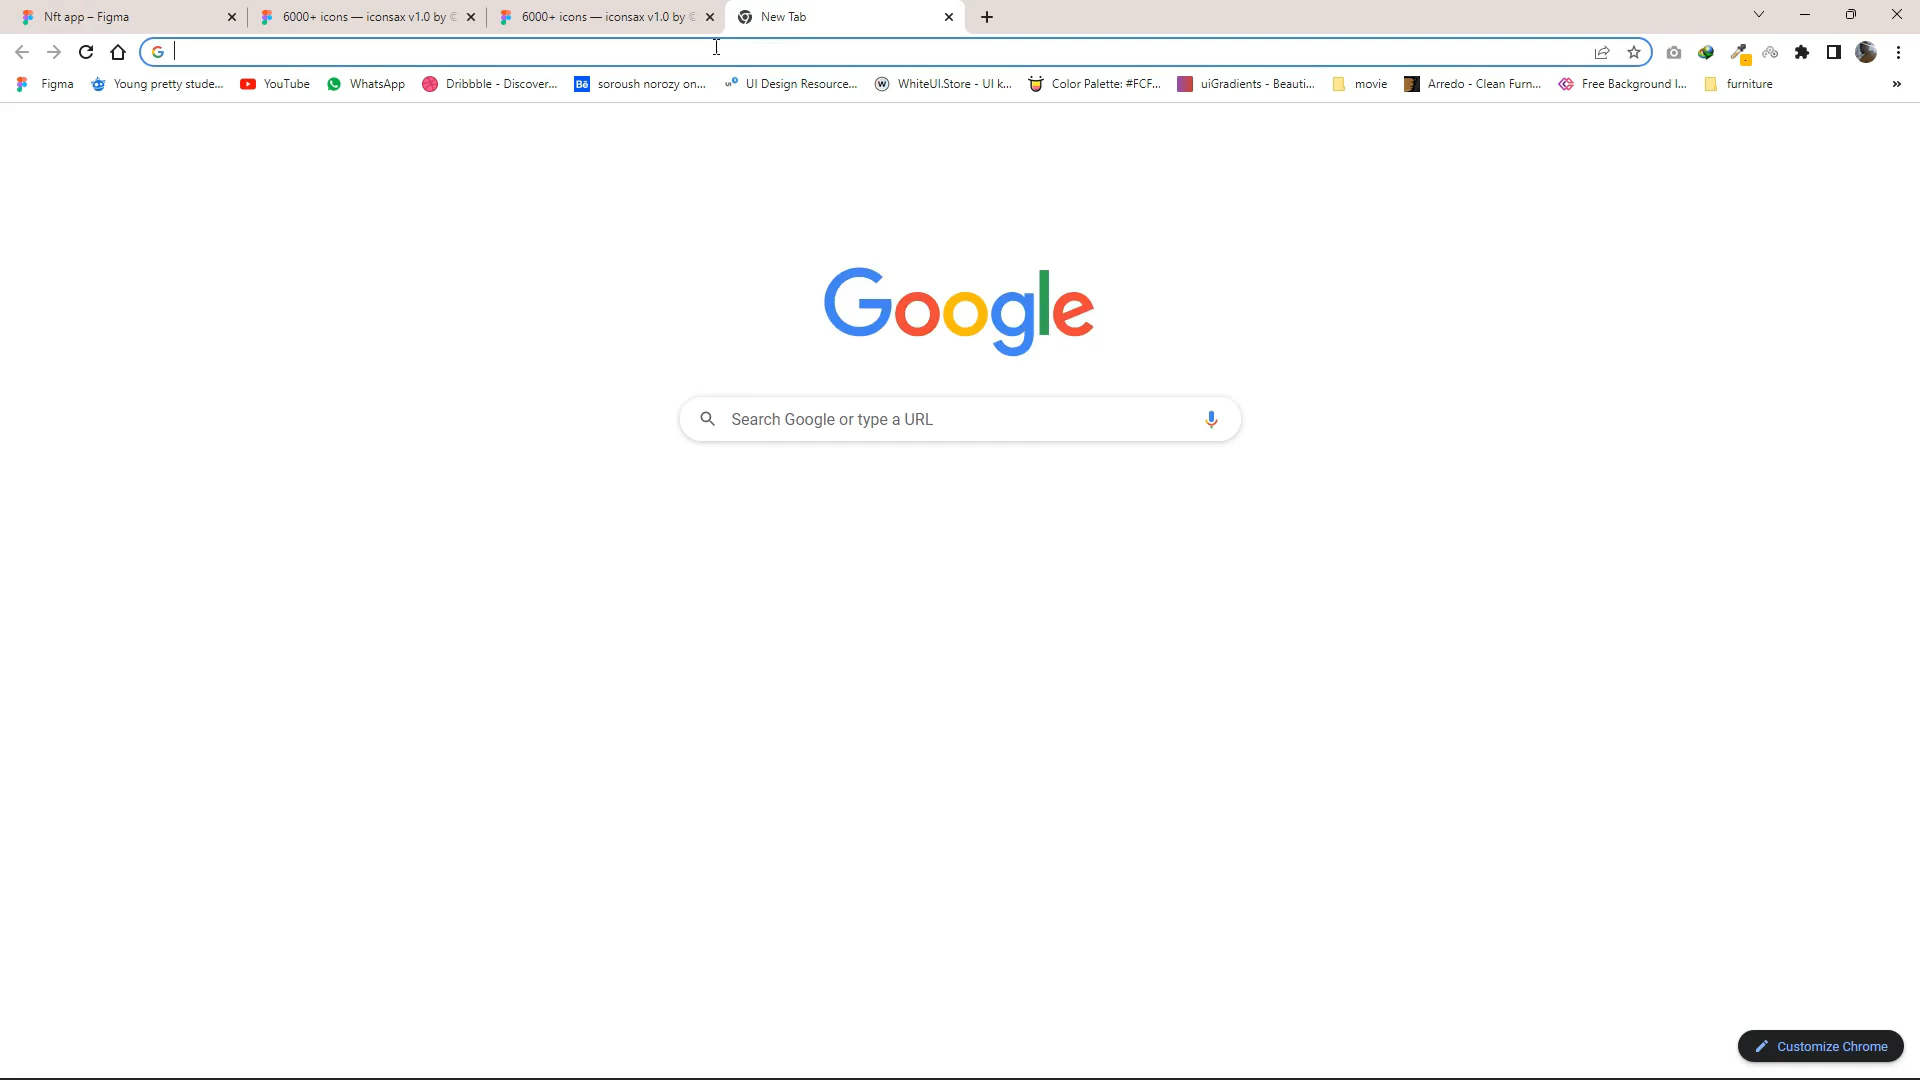 Nft app – Figma
6000+ icons — iconsax v1.0 by
6000+ icons — iconsax v1.0 by
New Tab
Figma
Young pretty stude...
YouTube
WhatsApp
Dribbble - Discover...
Bē soroush norozy on...
UI Design Resource...
W WhiteUI.Store - UI k...
Color Palette: #FCF...
uiGradients - Beauti...
movie
Arredo - Clean Furn...
Free Background I...
furniture
»
Google
Search Google or type a URL
Customize Chrome